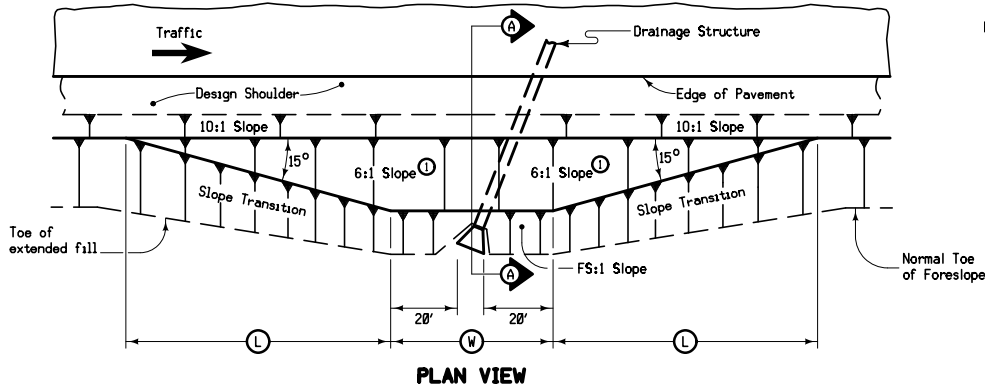 A
Traffic
Drainage Structure
Design Shoulder
Edge of Pavement
10:1 Slope
10:1 Slope
15°
6:1 Slope 1
6:1 Slope 1
15°
Slope Transition
Slope Transition
Toe of
extended fill
A
FS:1 Slope
Normal Toe
of Foreslope
20'
20'
L
W
L
PLAN VIEW